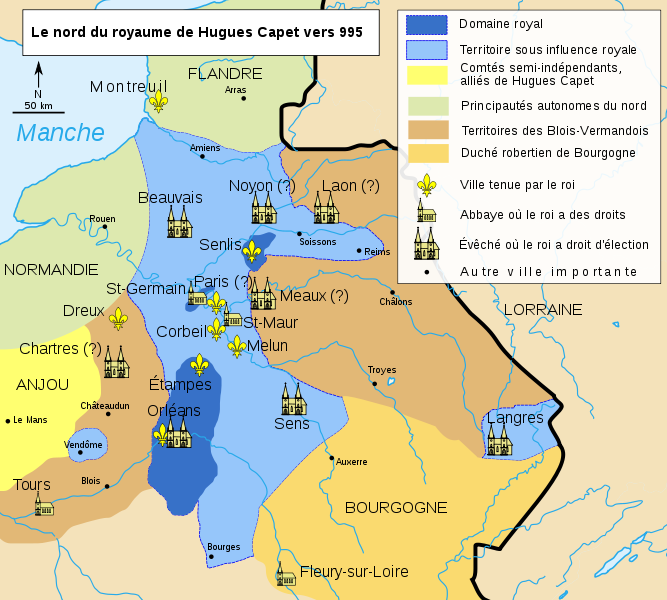 Le nord du royaume de Hugues Capet vers 995
Domaine royal
Territoire sous influence royale
Comtés semi-indépendants,
alliés de Hugues Capet
Principautés autonomes du nord
Territoires des Blois-Vermandois
Duché robertien de Bourgogne
Ville tenue par le roi
Abbaye où le roi a des droits
Évêché où le roi a droit d'élection
Autre ville importante
N
50 km
Manche
Montreuil
FLANDRE
Arras
Amiens
Beauvais
Noyon (?)
Laon (?)
Rouen
Senlis
Soissons
Reims
NORMANDIE
St-Germain
Paris (?)
Meaux (?)
Châlons
LORRAINE
Dreux
Corbeil
St-Maur
Melun
Chartres (?)
ANJOU
Étampes
Troyes
Châteaudun
Orléans
Le Mans
Sens
Langres
Vendôme
Auxerre
Tours
Blois
BOURGOGNE
Bourges
Fleury-sur-Loire